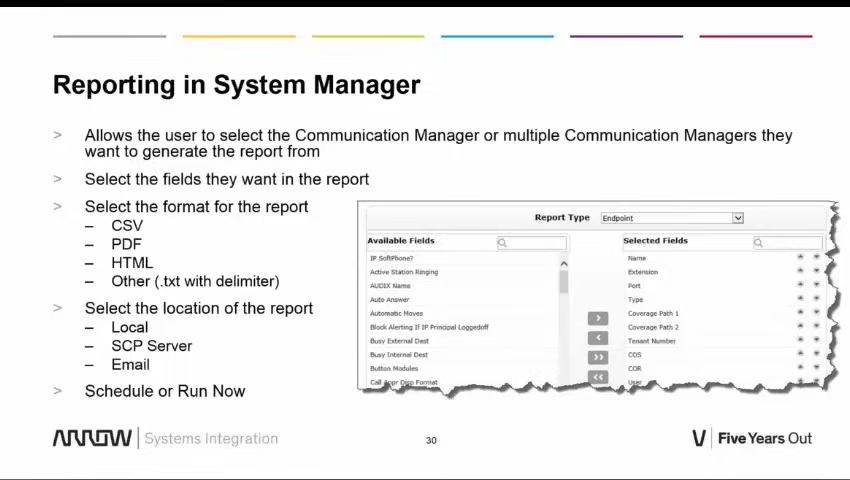 Reporting in System Manager
> Allows the user to select the Communication Manager or multiple Communication Managers they
want to generate the report from
> Select the fields they want in the report
> Select the format for the report
– CSV
– PDF
– HTML
– Other (.txt with delimiter)
> Select the location of the report
– Local
– SCP Server
– Email
> Schedule or Run Now
Report Type Endpoint
Available Fields
IP SoftPhone?
Active Station Ringing
AUDIX Name
Auto Answer
Automatic Moves
Block Alerting If IP Principal Loggedoff
Busy External Dest
Busy Internal Dest
Button Modules
Call Appr Disp Format
Selected Fields
Name
Extension
Port
Type
Coverage Path 1
Coverage Path 2
Tenant Number
COS
COR
User
ARROW Systems Integration
30
Five Years Out